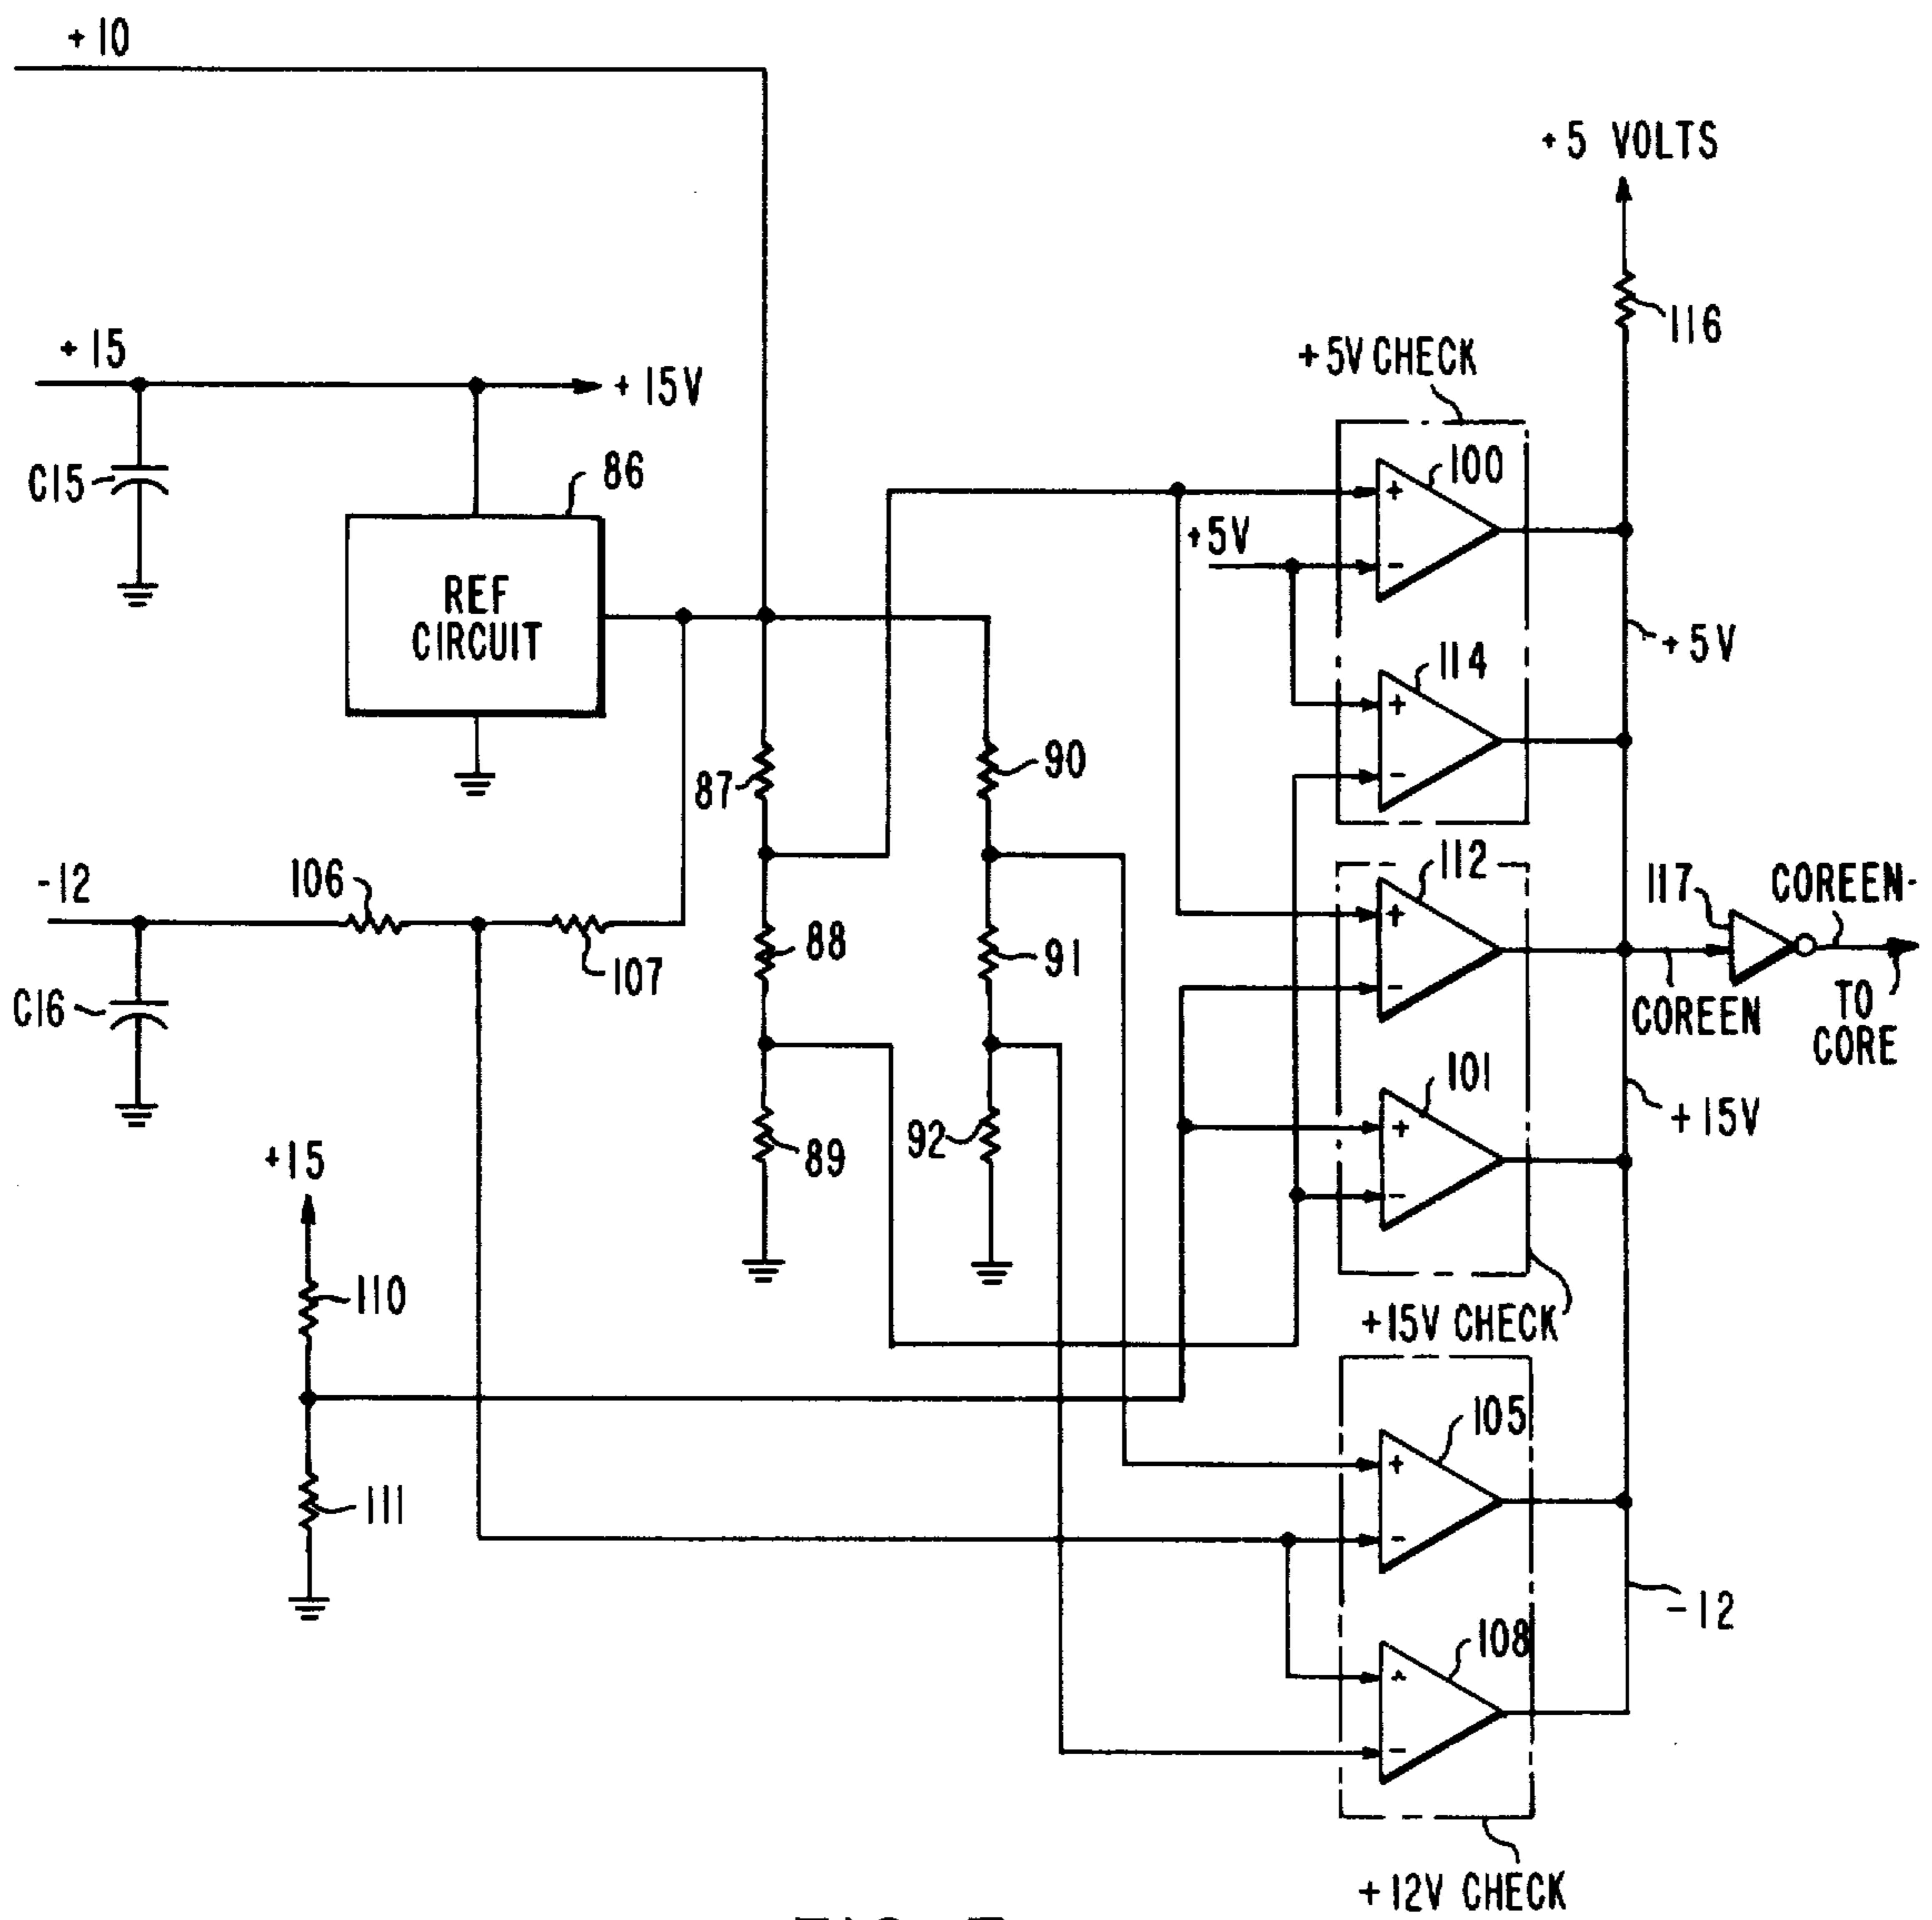 +10
+5 VOLTS
116
+15
+5V CHECK
+15V
C15
86
100
+
+5V
-
REF
CIRCUIT
+5V
114
+
90
87
-
-12
106
112
117
COREEN-
+
88
91
107
C16
-
COREEN
TO
CORE
101
+15V
+
92
89
+15
-
110
+15V CHECK
105
+
111
-
-12
108
-
+12V CHECK